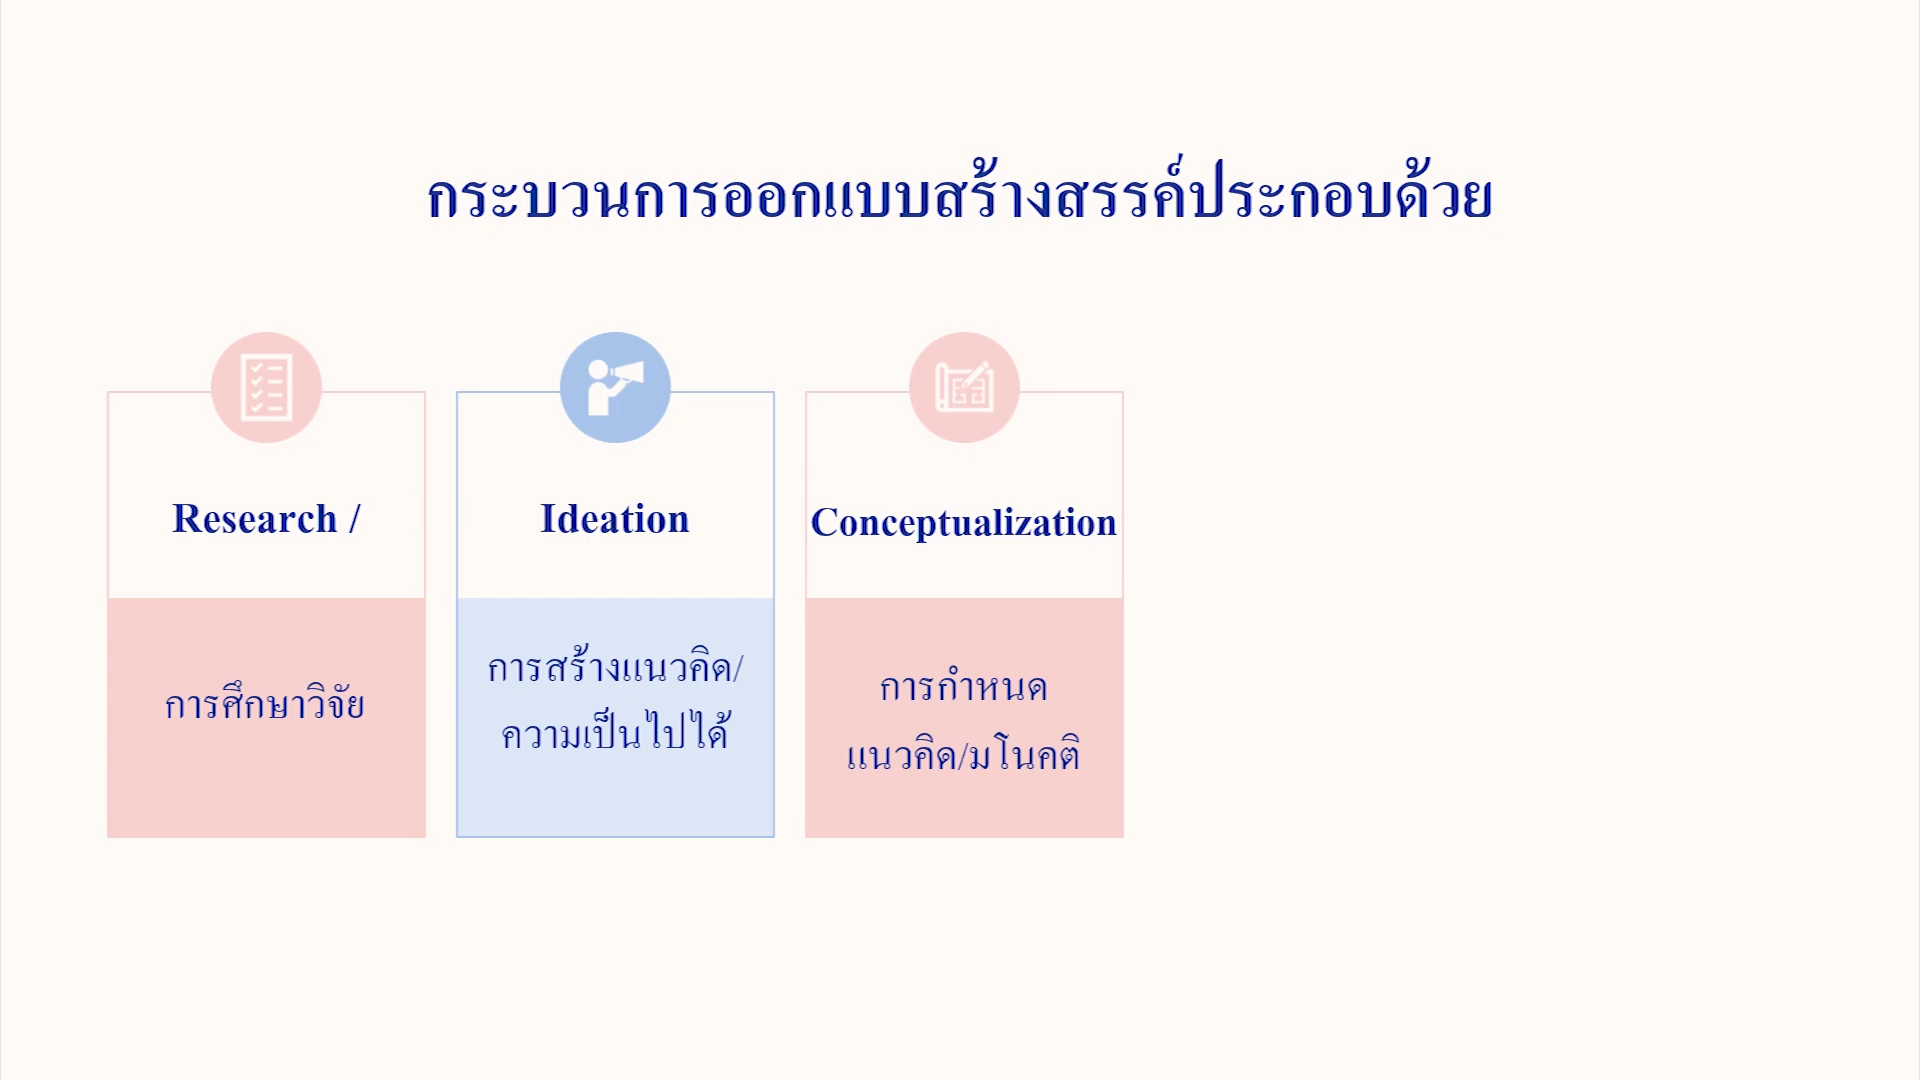 กระบวนการออกแบบสร้างสรรค์ประกอบด้วย
Research /
การศึกษาวิจัย
Ideation
การสร้างแนวคิด/
ความเป็นไปได้
Conceptualization
การกำหนด
แนวคิด/มโนคติ